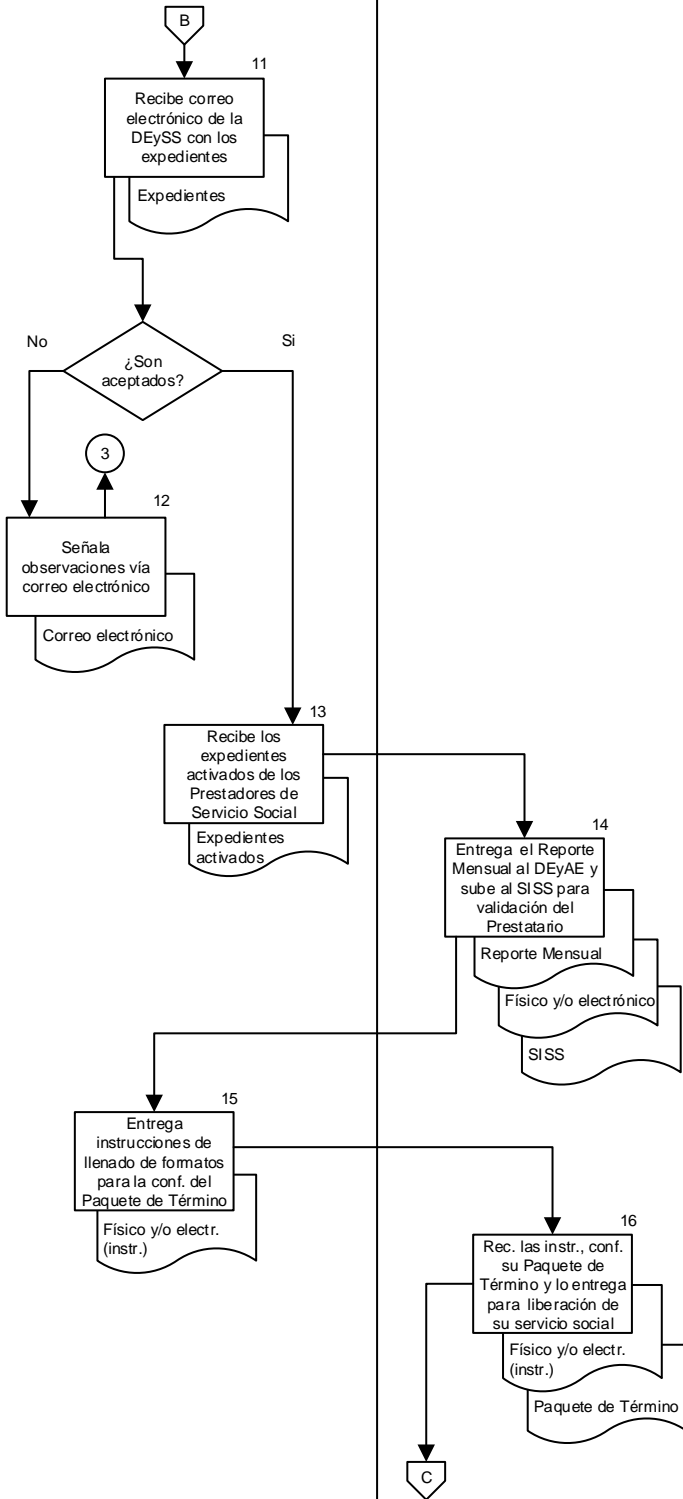 B
11
Recibe correo
electrónico de la
DEySS con los
expedientes
Expedientes
¿Son
aceptados?
No
Si
3
12
Señala
observaciones vía
correo electrónico
Correo electrónico
13
Recibe los
expedientes
activados de los
Prestadores de
Servicio Social
Expedientes
activados
14
Entrega el Reporte
Mensual al DEyAE y
sube al SISS para
validación del
Prestatario
Reporte Mensual
Físico y/o electrónico
SISS
15
Entrega
instrucciones de
llenado de formatos
para la conf. del
Paquete de Término
Físico y/o electr.
(instr.)
16
Rec. las instr., conf.
su Paquete de
Término y lo entrega
para liberación de
su servicio social
Físico y/o electr.
(instr.)
Paquete de Término
C